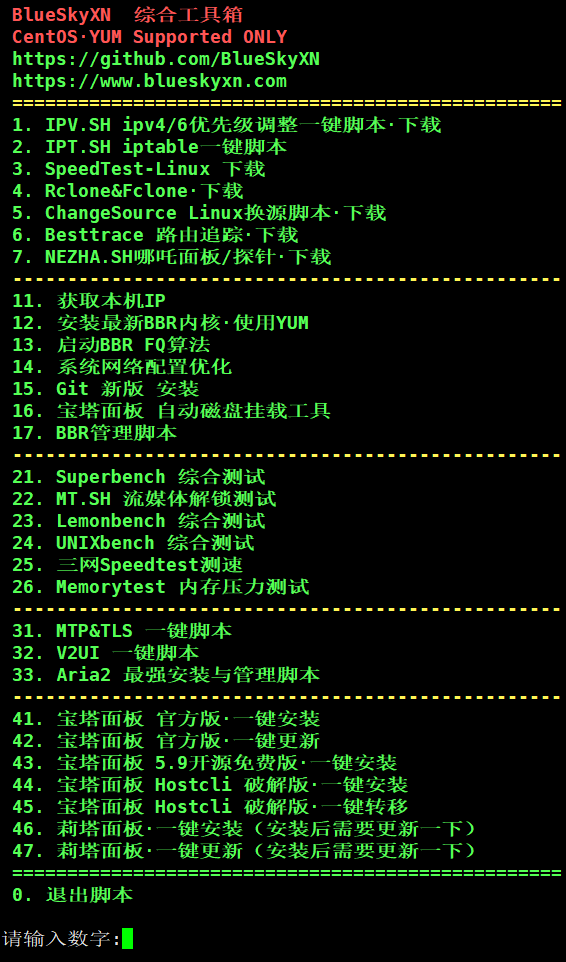 BlueSkyXN  综合工具箱
CentOS·YUM Supported ONLY
https://github.com/BlueSkyXN
https://www.blueskyxn.com
==================================================
1. IPV.SH ipv4/6优先级调整一键脚本·下载
2. IPT.SH iptable一键脚本
3. SpeedTest-Linux 下载
4. Rclone&Fclone·下载
5. ChangeSource Linux换源脚本·下载
6. Besttrace 路由追踪·下载
7. NEZHA.SH哪吒面板/探针·下载
--------------------------------------------------
11. 获取本机IP
12. 安装最新BBR内核·使用YUM
13. 启动BBR FQ算法
14. 系统网络配置优化
15. Git 新版 安装
16. 宝塔面板 自动磁盘挂载工具
17. BBR管理脚本
--------------------------------------------------
21. Superbench 综合测试
22. MT.SH 流媒体解锁测试
23. Lemonbench 综合测试
24. UNIXbench 综合测试
25. 三网Speedtest测速
26. Memorytest 内存压力测试
--------------------------------------------------
31. MTP&TLS 一键脚本
32. V2UI 一键脚本
33. Aria2 最强安装与管理脚本
--------------------------------------------------
41. 宝塔面板 官方版·一键安装
42. 宝塔面板 官方版·一键更新
43. 宝塔面板 5.9开源免费版·一键安装
44. 宝塔面板 Hostcli 破解版·一键安装
45. 宝塔面板 Hostcli 破解版·一键转移
46. 莉塔面板·一键安装（安装后需要更新一下）
47. 莉塔面板·一键更新（安装后需要更新一下）
==================================================
0. 退出脚本
请输入数字: